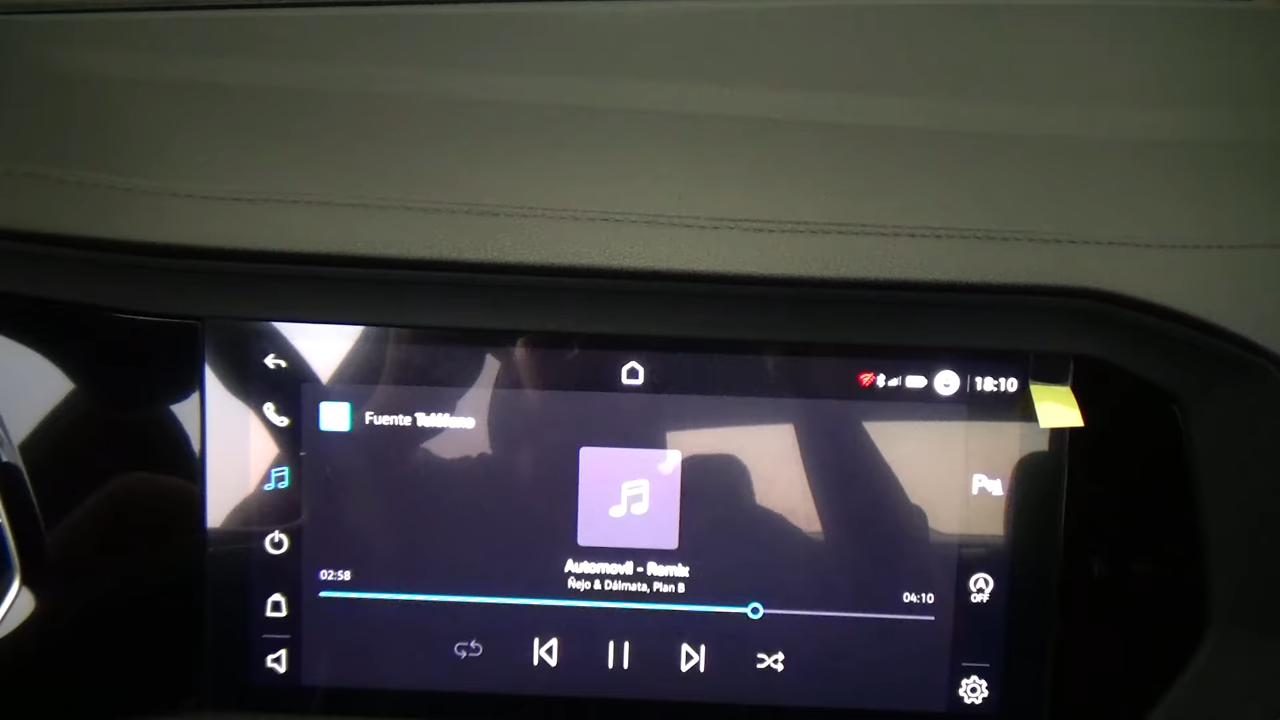 18:10
Fuente Teléfono
Automovil - Remix
Ñejo & Dálmata, Plan B
02:58
04:10
OFF